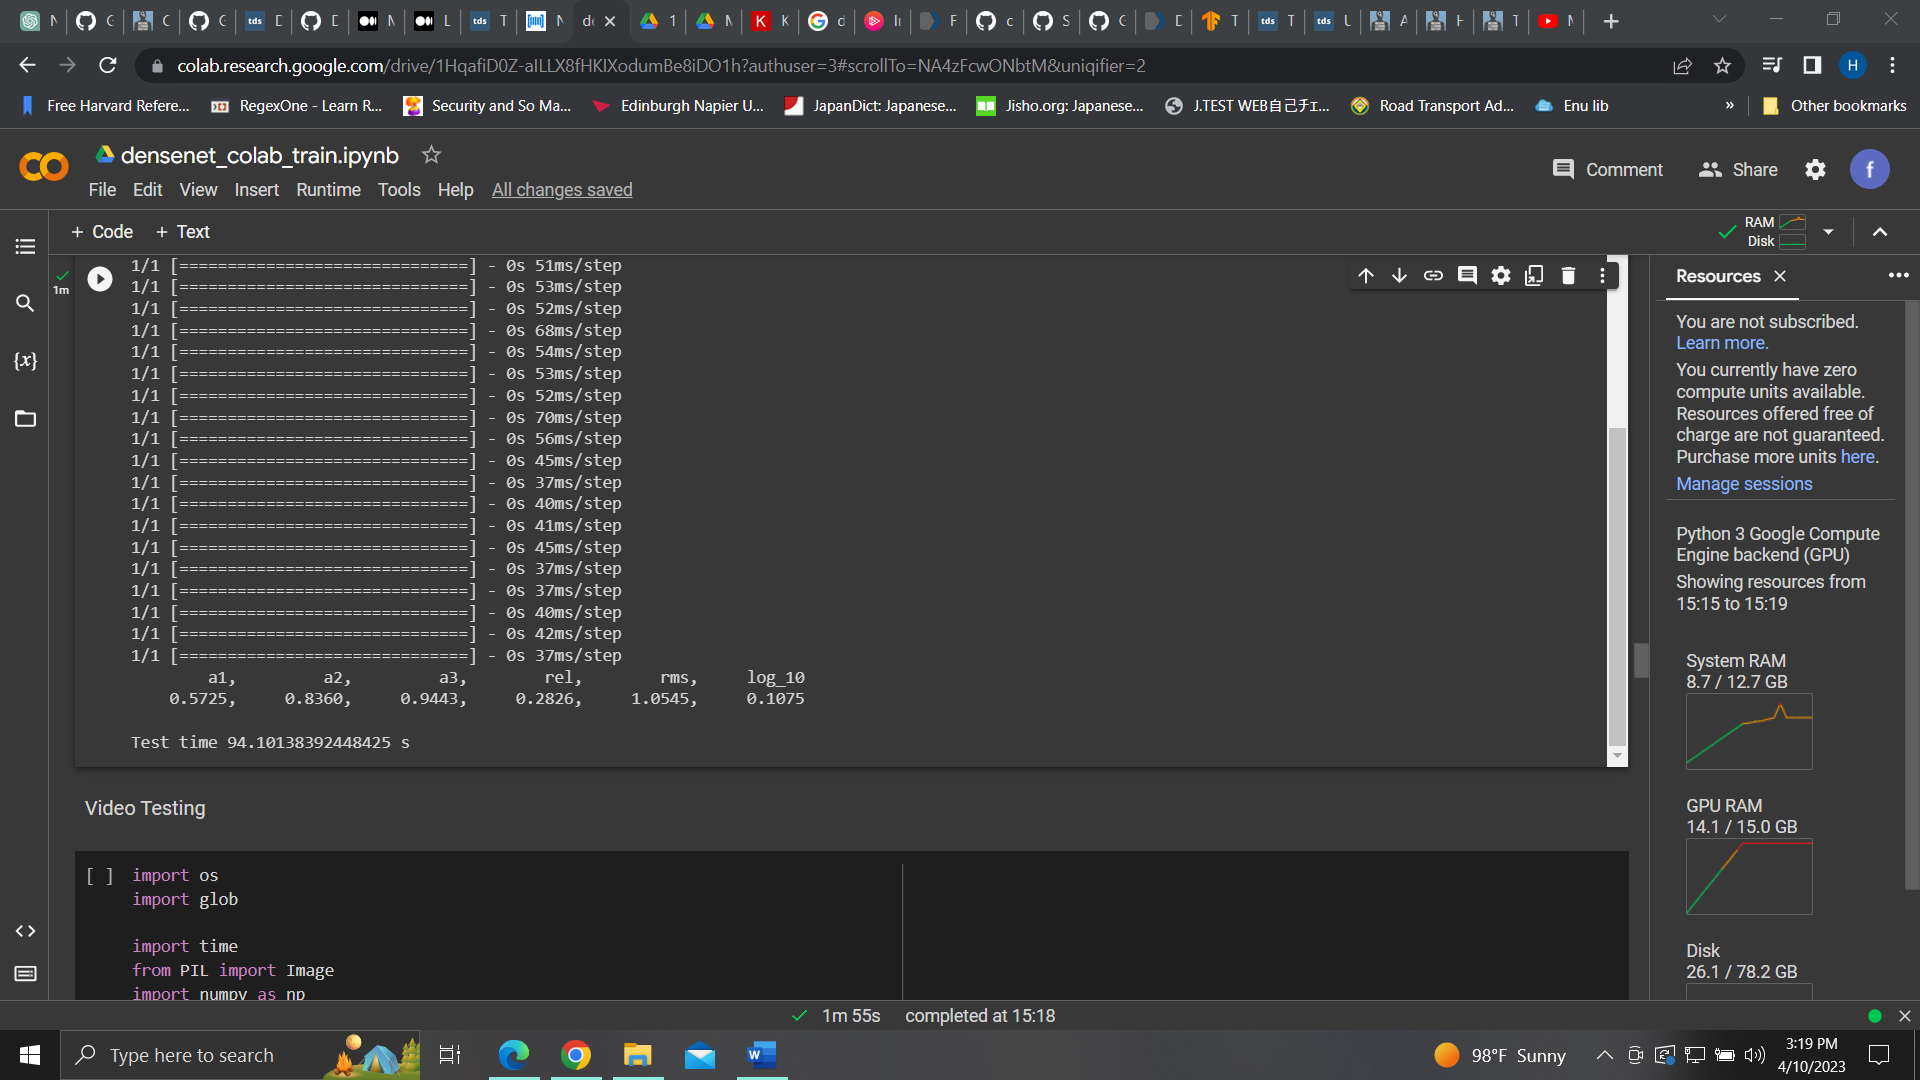 colab.research.google.com/drive/1HqafiD0Z-aILLX8fHKIXodumBe8iDO1h?authuser=3#scrollTo=NA4zFcwONbtM&uniqifier=2
Free Harvard Refere... RegexOne - Learn R... Security and So Ma... Edinburgh Napier U... JapanDict: Japanese... Jisho.org: Japanese... J.TEST WEB自己チェ... Road Transport Ad... Enu lib » Other bookmarks
densenet_colab_train.ipynb
Comment Share f
File Edit View Insert Runtime Tools Help All changes saved
+ Code + Text
RAM
Disk
1m
1/1 [==============================] - 0s 51ms/step
1/1 [==============================] - 0s 53ms/step
1/1 [==============================] - 0s 52ms/step
1/1 [==============================] - 0s 68ms/step
1/1 [==============================] - 0s 54ms/step
1/1 [==============================] - 0s 53ms/step
1/1 [==============================] - 0s 52ms/step
1/1 [==============================] - 0s 70ms/step
1/1 [==============================] - 0s 56ms/step
1/1 [==============================] - 0s 45ms/step
1/1 [==============================] - 0s 37ms/step
1/1 [==============================] - 0s 40ms/step
1/1 [==============================] - 0s 41ms/step
1/1 [==============================] - 0s 45ms/step
1/1 [==============================] - 0s 37ms/step
1/1 [==============================] - 0s 37ms/step
1/1 [==============================] - 0s 40ms/step
1/1 [==============================] - 0s 42ms/step
1/1 [==============================] - 0s 37ms/step
a1, a2, a3, rel, rms, log_10
0.5725, 0.8360, 0.9443, 0.2826, 1.0545, 0.1075
Test time 94.10138392448425 s
Video Testing
[ ] import os
import glob
import time
from PIL import Image
import numpy as np
Resources
You are not subscribed.
Learn more.
You currently have zero
compute units available.
Resources offered free of
charge are not guaranteed.
Purchase more units here.
Manage sessions
Python 3 Google Compute
Engine backend (GPU)
Showing resources from
15:15 to 15:19
System RAM
8.7 / 12.7 GB
GPU RAM
14.1 / 15.0 GB
Disk
26.1 / 78.2 GB
1m 55s completed at 15:18
Type here to search
98°F Sunny
3:19 PM
4/10/2023